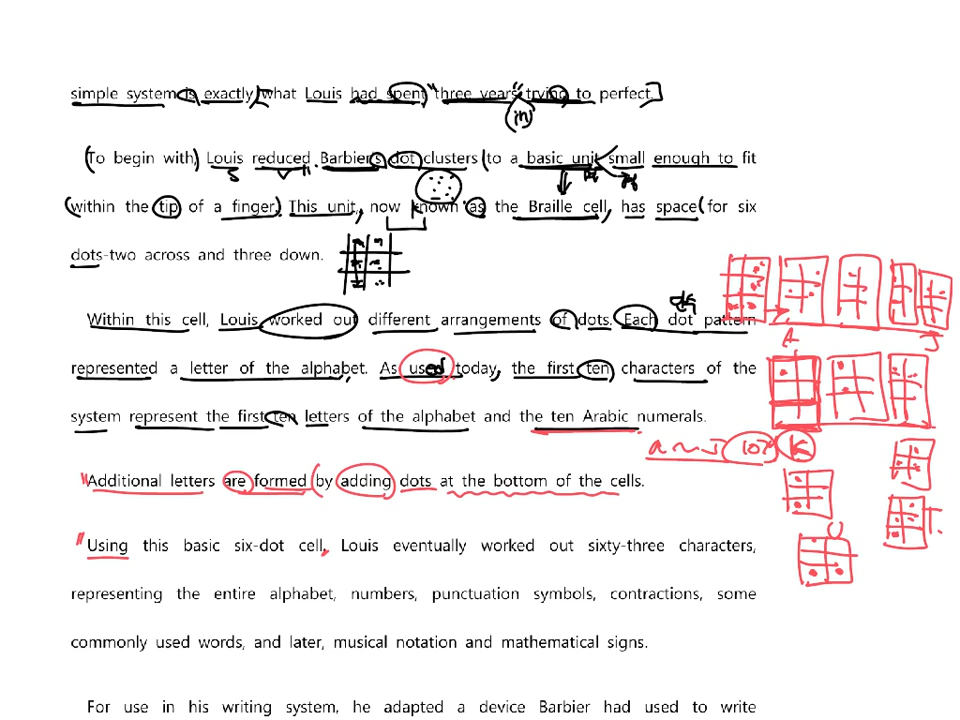 simple system is exactly what Louis had spent three years trying to perfect.
(in)
To begin with, Louis reduced Barbier's dot clusters to a basic unit small enough to fit
within the tip of a finger. This unit, now known as the Braille cell, has space for six
dots-two across and three down.
Within this cell, Louis worked out different arrangements of dots. Each dot pattern
represented a letter of the alphabet. As used today, the first ten characters of the
system represent the first ten letters of the alphabet and the ten Arabic numerals.
A J
a ~ J 10개 K
Additional letters are formed by adding dots at the bottom of the cells.
T.
U
Using this basic six-dot cell, Louis eventually worked out sixty-three characters,
representing the entire alphabet, numbers, punctuation symbols, contractions, some
commonly used words, and later, musical notation and mathematical signs.
For use in his writing system, he adapted a device Barbier had used to write